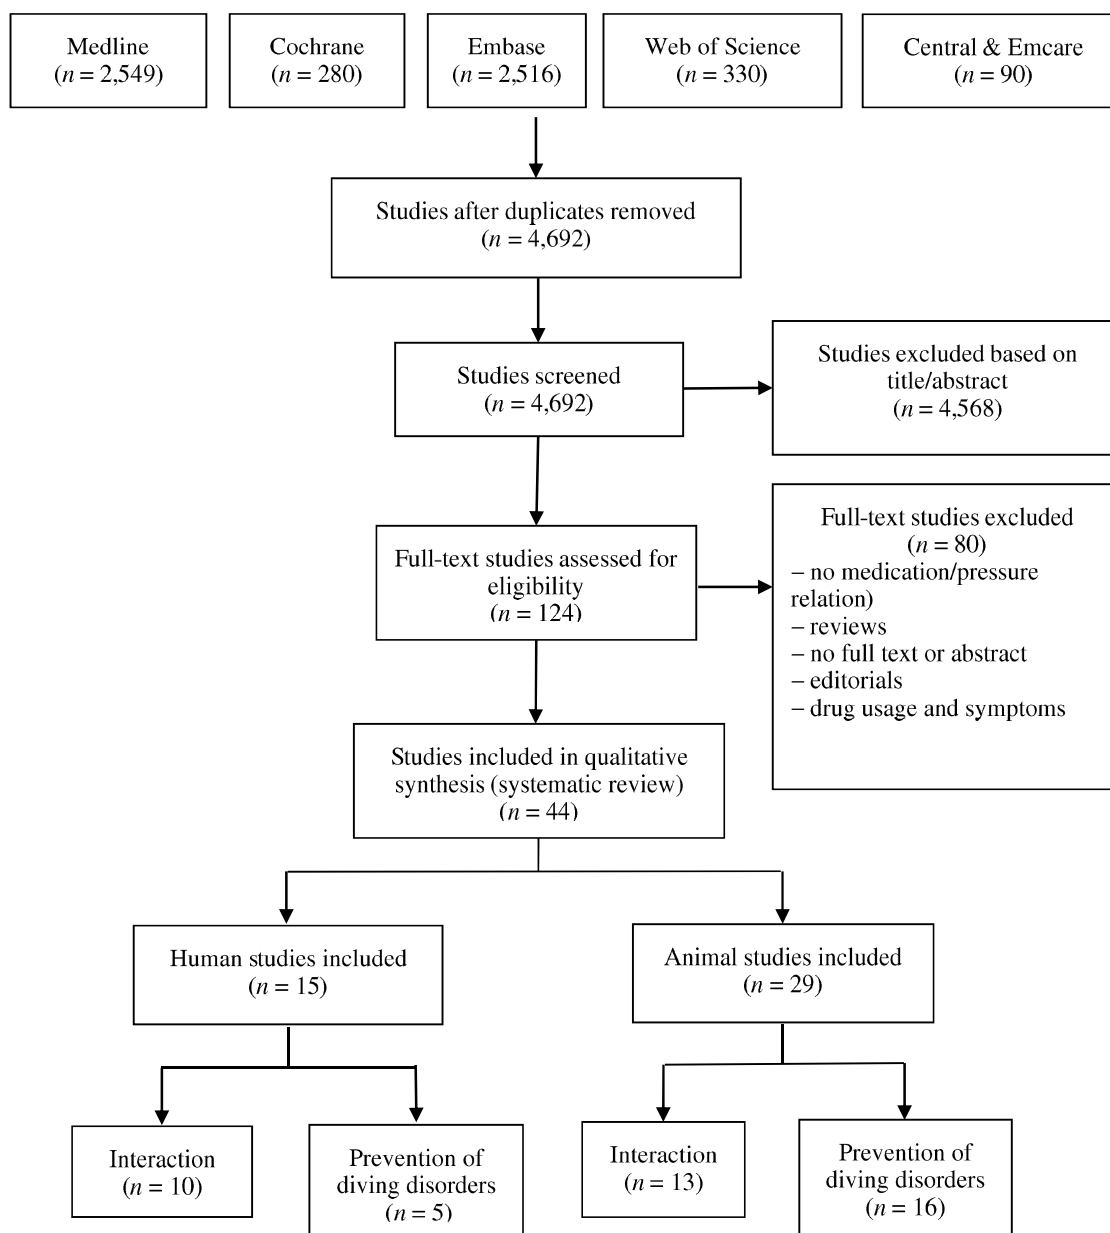 Medline
(n = 2,549)
Cochrane
(n = 280)
Embase
(n = 2,516)
Web of Science
(n = 330)
Central & Emcare
(n = 90)
Studies after duplicates removed
(n = 4,692)
Studies screened
(n = 4,692)
Studies excluded based on
title/abstract
(n = 4,568)
Full-text studies assessed for
eligibility
(n = 124)
Full-text studies excluded
(n = 80)
– no medication/pressure
relation)
– reviews
– no full text or abstract
– editorials
– drug usage and symptoms
Studies included in qualitative
synthesis (systematic review)
(n = 44)
Human studies included
(n = 15)
Animal studies included
(n = 29)
Interaction
(n = 10)
Prevention of
diving disorders
(n = 5)
Interaction
(n = 13)
Prevention of
diving disorders
(n = 16)